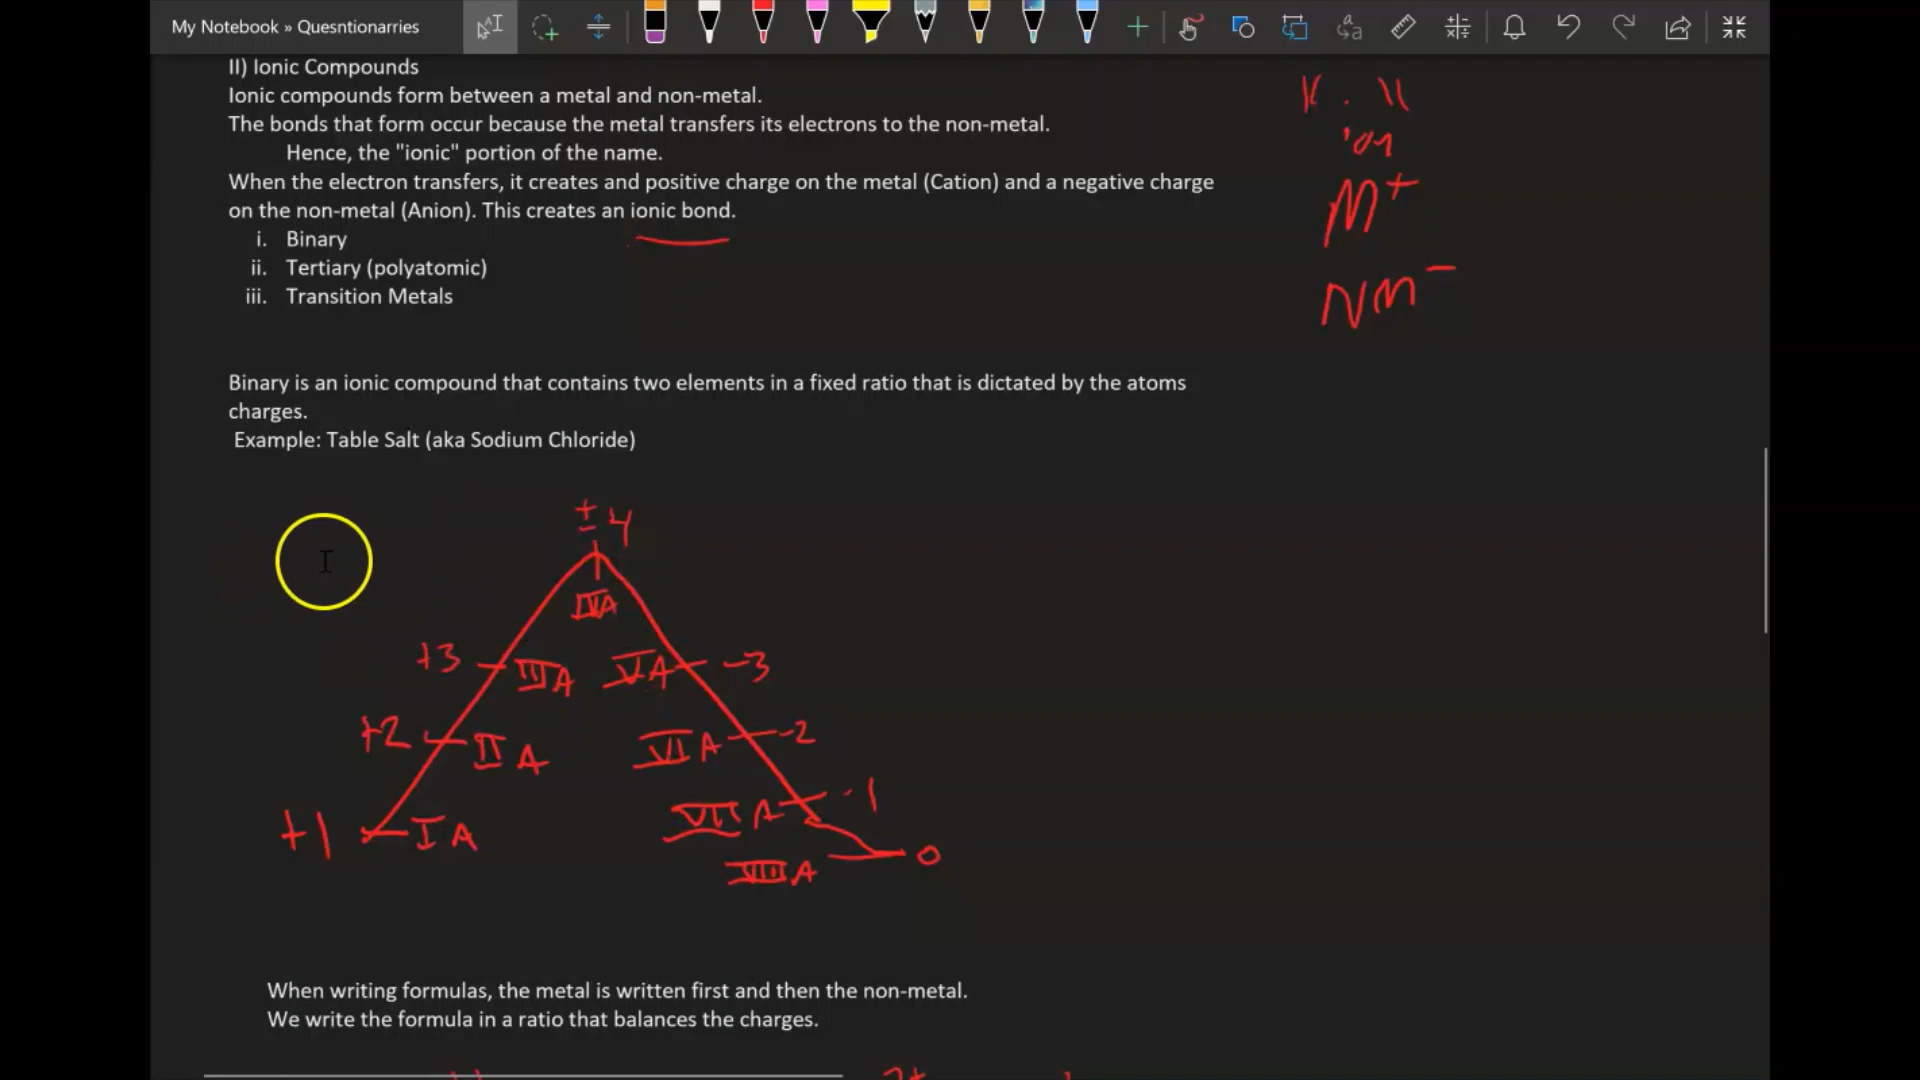 My Notebook » Quesntionarries
II) Ionic Compounds
Ionic compounds form between a metal and non-metal.
The bonds that form occur because the metal transfers its electrons to the non-metal.
Hence, the "ionic" portion of the name.
When the electron transfers, it creates and positive charge on the metal (Cation) and a negative charge
on the non-metal (Anion). This creates an ionic bond.
i. Binary
ii. Tertiary (polyatomic)
iii. Transition Metals
M+
NM-
Binary is an ionic compound that contains two elements in a fixed ratio that is dictated by the atoms
charges.
Example: Table Salt (aka Sodium Chloride)
±4
IVA
+3 IIIA VA -3
+2 IIA VIA -2
+1 IA VIIA -1
VIIIA 0
When writing formulas, the metal is written first and then the non-metal.
We write the formula in a ratio that balances the charges.